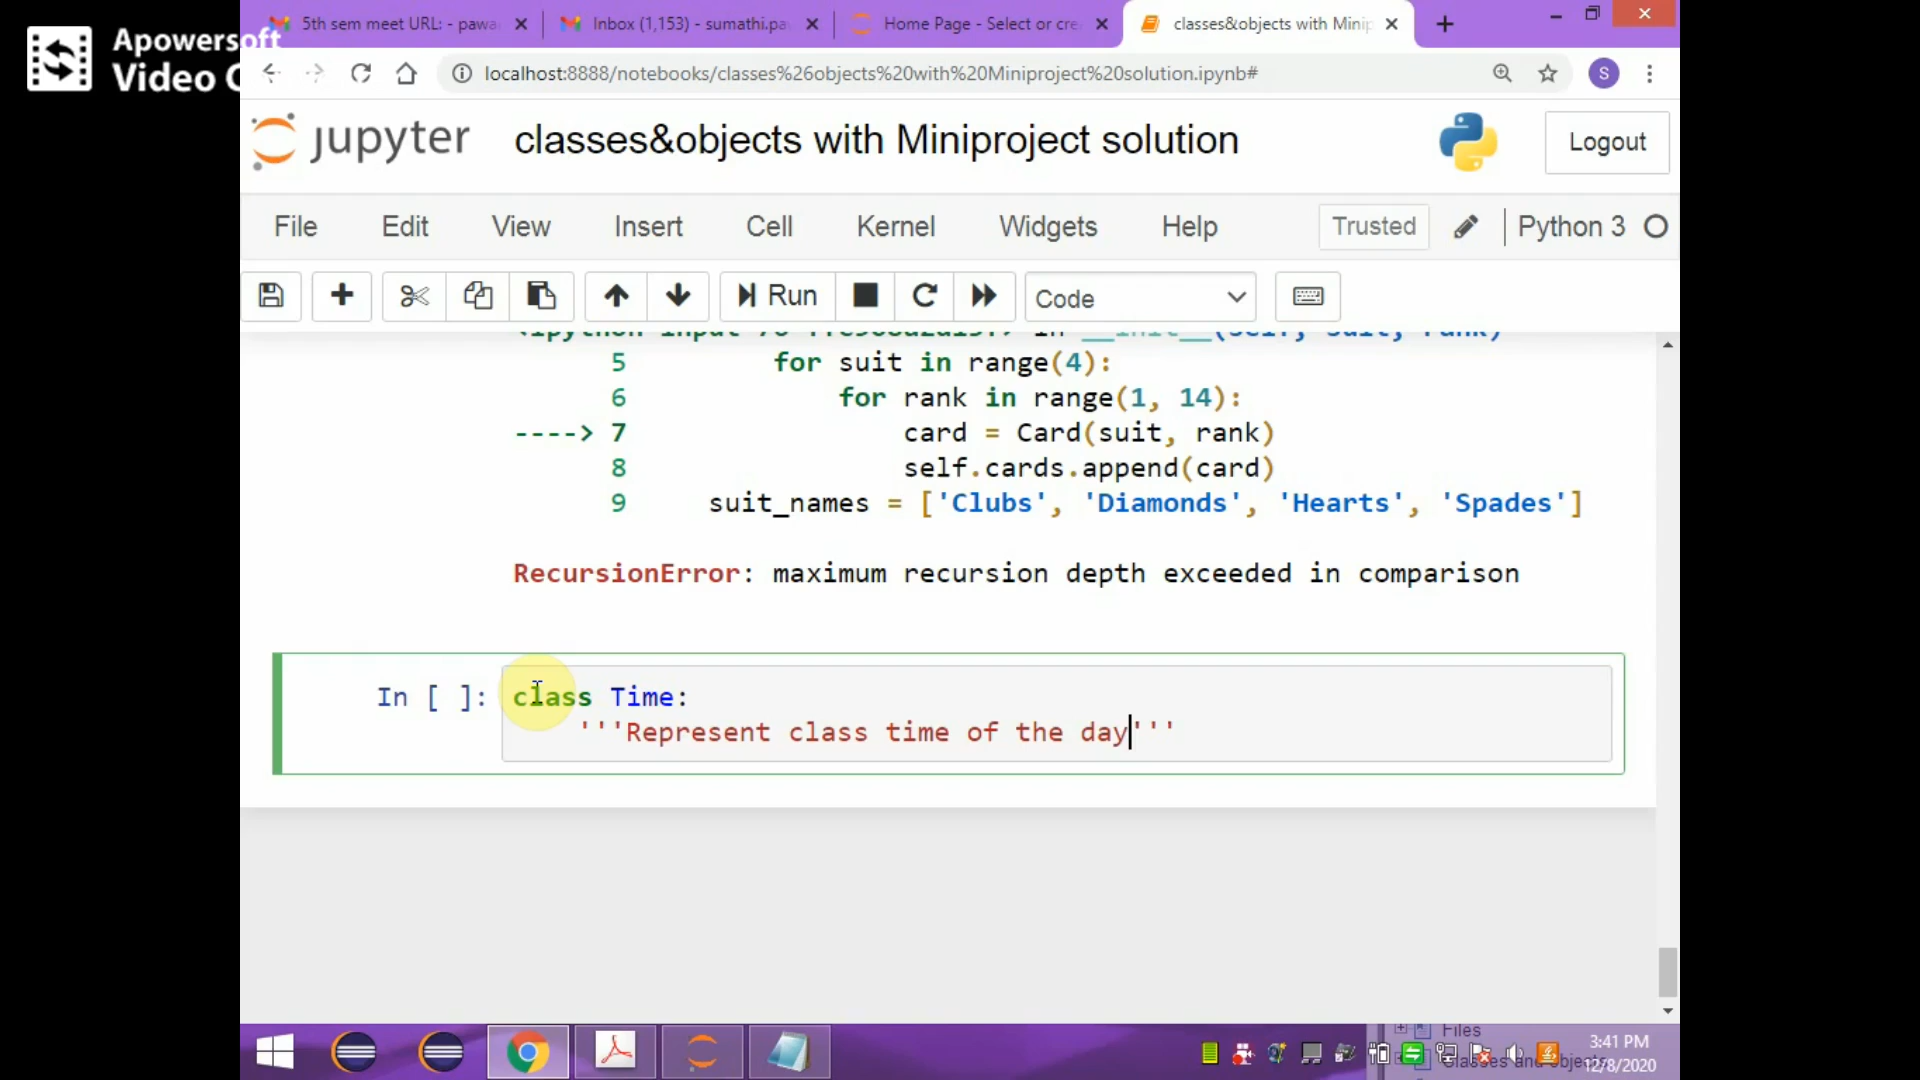 Apowersoft
Video C
5th sem meet URL: - pawa
Inbox (1,153) - sumathi.pa
Home Page - Select or cre
classes&objects with Minip
localhost:8888/notebooks/classes%26objects%20with%20Miniproject%20solution.ipynb#
S
jupyter
classes&objects with Miniproject solution
Logout
File Edit View Insert Cell Kernel Widgets Help
Trusted
Python 3
Run
Code
5 for suit in range(4):
6 for rank in range(1, 14):
----> 7 card = Card(suit, rank)
8 self.cards.append(card)
9 suit_names = ['Clubs', 'Diamonds', 'Hearts', 'Spades']
RecursionError: maximum recursion depth exceeded in comparison
In [ ]: class Time:
'''Represent class time of the day'''
Files
Classes and objects
3:41 PM
12/8/2020